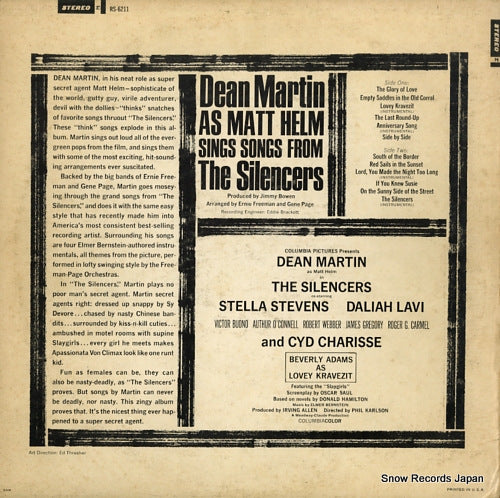 STEREO
RS-6211
STEREO
DEAN MARTIN, in his neat role as super
secret agent Matt Helm–sophisticate of
the world, gutty guy, virile adventurer,
devil with the dollies–"thinks" snatches
of favorite songs thruout "The Silencers."
These "think" songs explode in this al-
bum. Martin sings out loud all of the ever-
green pops from the film, and sings them
with some of the most exciting, hit-sound-
ing arrangements ever suscitated.
Backed by the big bands of Ernie Free-
man and Gene Page, Martin goes mosey-
ing through the grand songs from "The
Silencers," and does it with the same easy
style that has recently made him into
America's most consistent best-selling
recording artist. Surrounding his songs
are four Elmer Bernstein-authored instru-
mentals, all themes from the picture, per-
formed in lofty swinging style by the Free-
man-Page Orchestras.
In "The Silencers," Martin plays no
poor man's secret agent. Martin secret
agents right: dressed up snappy by Sy
Devore...chased by nasty Chinese ban-
dits...surrounded by kiss-n-kill cuties...
ambushed in motel rooms with supine
Slaygirls...every girl he meets makes
Apassionata Von Climax look like one runt
kid.
Fun as females can be, they can
also be nasty-deadly, as "The Silencers"
proves. But songs by Martin can never
be deadly, nor nasty. This zingy album
proves that. It's the nicest thing ever hap-
pened to a super secret agent.
Dean Martin
AS MATT HELM
SINGS SONGS FROM
The Silencers
Produced by Jimmy Bowen
Arranged by Ernie Freeman and Gene Page
Recording Engineer: Eddie Brackett
Side One:
The Glory of Love
Empty Saddles in the Old Corral
Lovey Kravezit
(INSTRUMENTAL)
The Last Round-Up
Anniversary Song
(INSTRUMENTAL)
Side by Side
Side Two:
South of the Border
Red Sails in the Sunset
Lord, You Made the Night Too Long
(INSTRUMENTAL)
If You Knew Susie
On the Sunny Side of the Street
The Silencers
(INSTRUMENTAL)
COLUMBIA PICTURES Presents
DEAN MARTIN
as Matt Helm
in
THE SILENCERS
co-starring
STELLA STEVENS DALIAH LAVI
VICTOR BUONO ARTHUR O'CONNELL ROBERT WEBBER JAMES GREGORY ROGER C. CARMEL
and CYD CHARISSE
BEVERLY ADAMS
AS
LOVEY KRAVEZIT
Featuring the "Slaygirls"
Screenplay by OSCAR SAUL
Based on novels by DONALD HAMILTON
Music by ELMER BERNSTEIN
Produced by IRVING ALLEN Directed by PHIL KARLSON
A Meadway-Claude Production
COLUMBIACOLOR
Art Direction: Ed Thrasher
PRINTED IN U.S.A.
Snow Records Japan